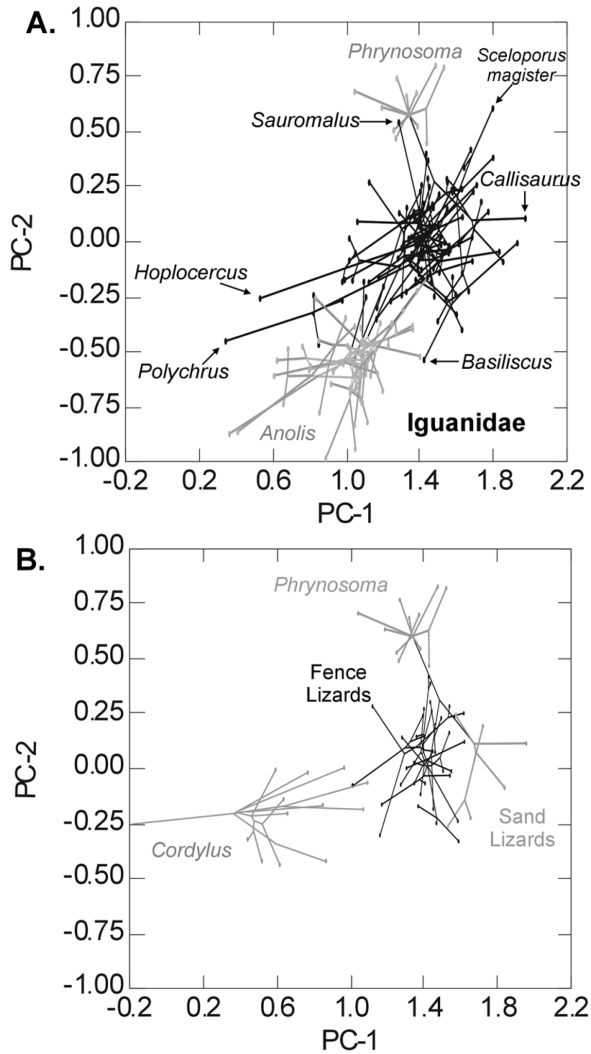 A.
1.00
Phrynosoma
Sceloporus
magister
0.75
Sauromalus
0.50
0.25
Callisaurus
PC-2
0.00
Hoplocercus
-0.25
-0.50
Polychrus
Basiliscus
-0.75
Anolis
Iguanidae
-1.00
-0.2 0.2 0.6 1.0 1.4 1.8 2.2
PC-1
B.
1.00
Phrynosoma
0.75
0.50
Fence
Lizards
0.25
PC-2
0.00
-0.25
Sand
Lizards
Cordylus
-0.50
-0.75
-1.00
-0.2 0.2 0.6 1.0 1.4 1.8 2.2
PC-1